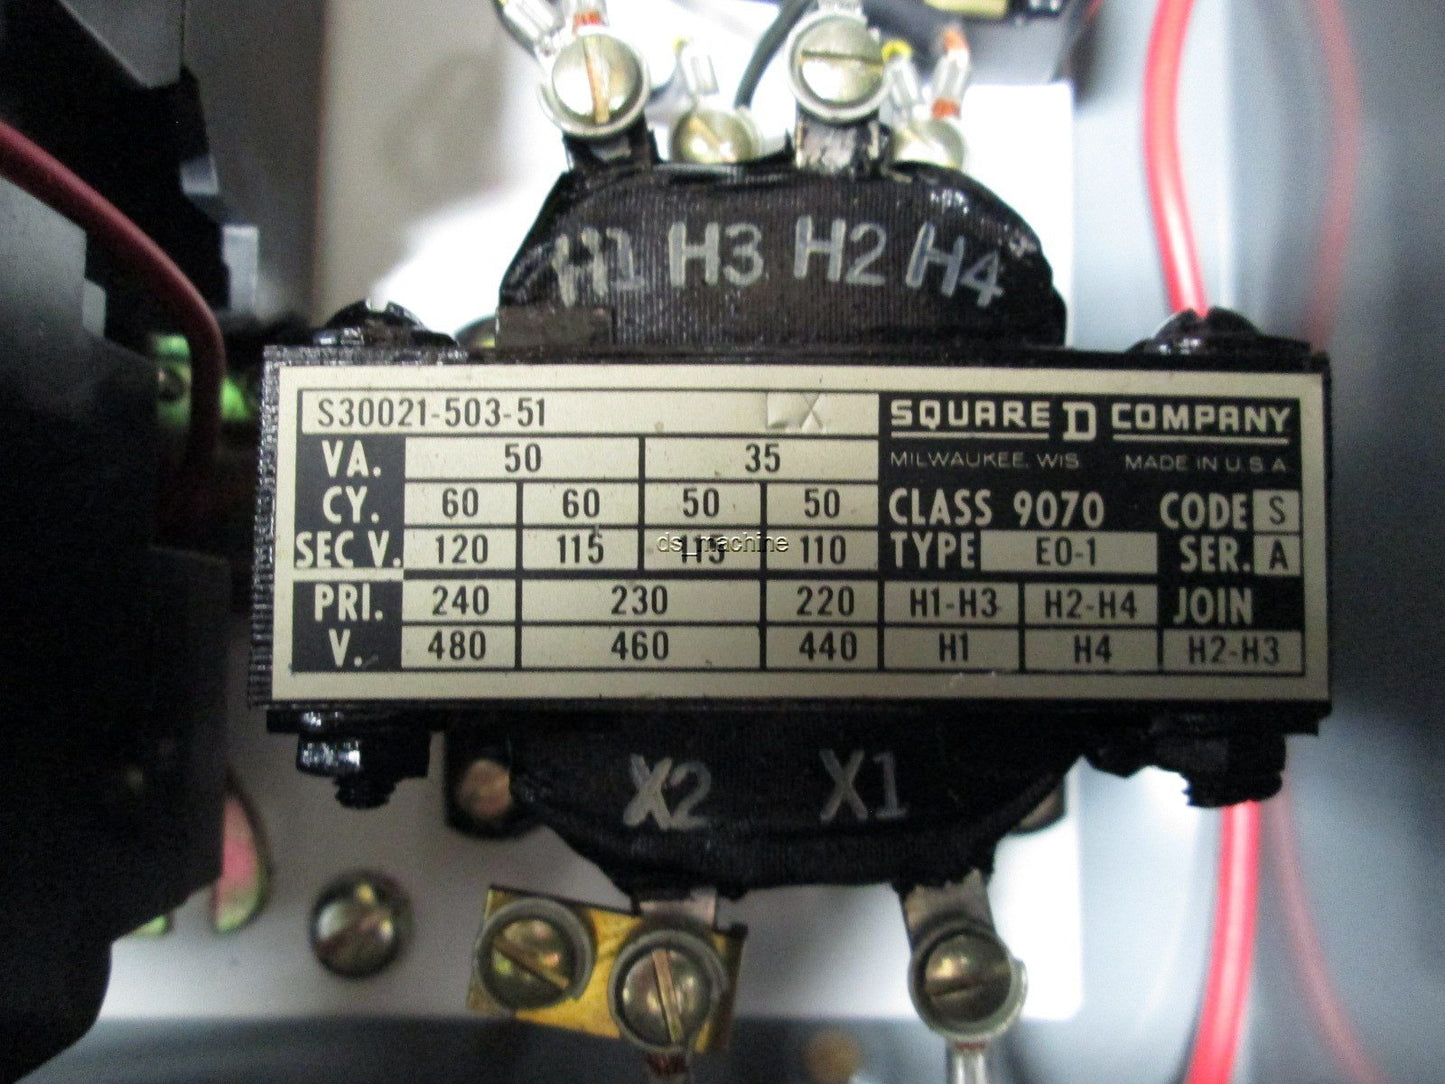 H1 H3 H2 H4
S30021-503-51 X
SQUARE D COMPANY
MILWAUKEE, WIS MADE IN U.S.A.
VA. 50 35
CY. 60 60 50 50
CLASS 9070 CODE S
SEC V. 120 115 115 110
TYPE EO-1 SER. A
ds_machine
PRI. 240 230 220 H1-H3 H2-H4 JOIN
V. 480 460 440 H1 H4 H2-H3
X2 X1